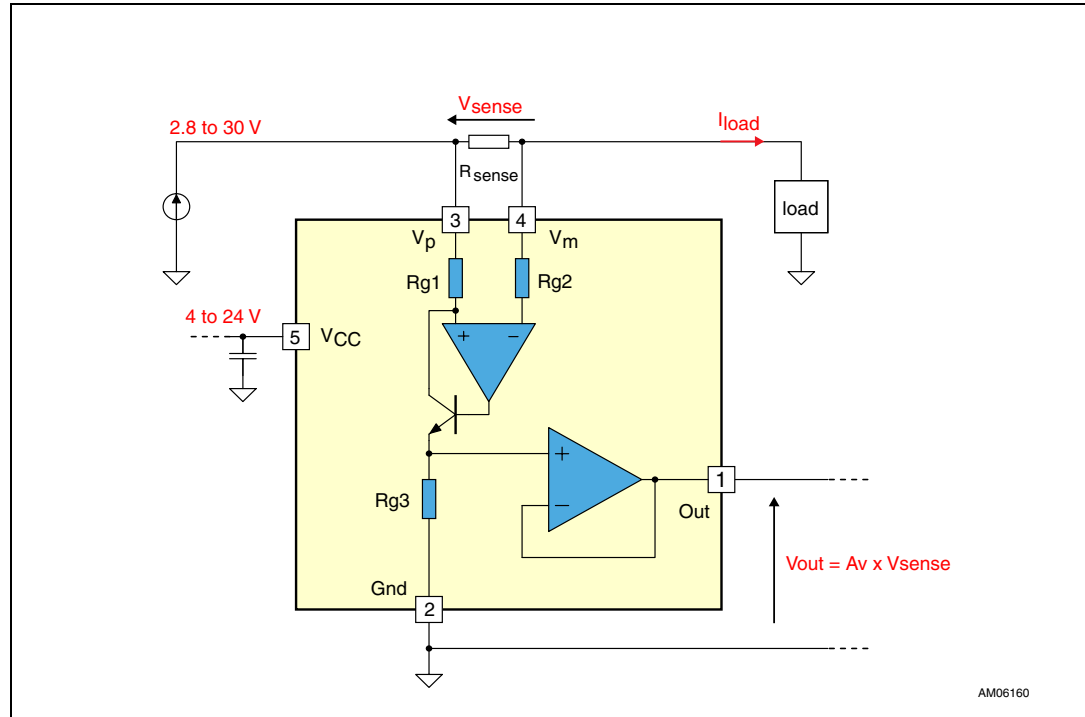 Vsense
2.8 to 30 V
Iload
Rsense
load
3
4
Vp
Vm
Rg1
Rg2
4 to 24 V
5
VCC
+
−
+
1
Rg3
−
Out
Vout = Av x Vsense
Gnd
2
AM06160